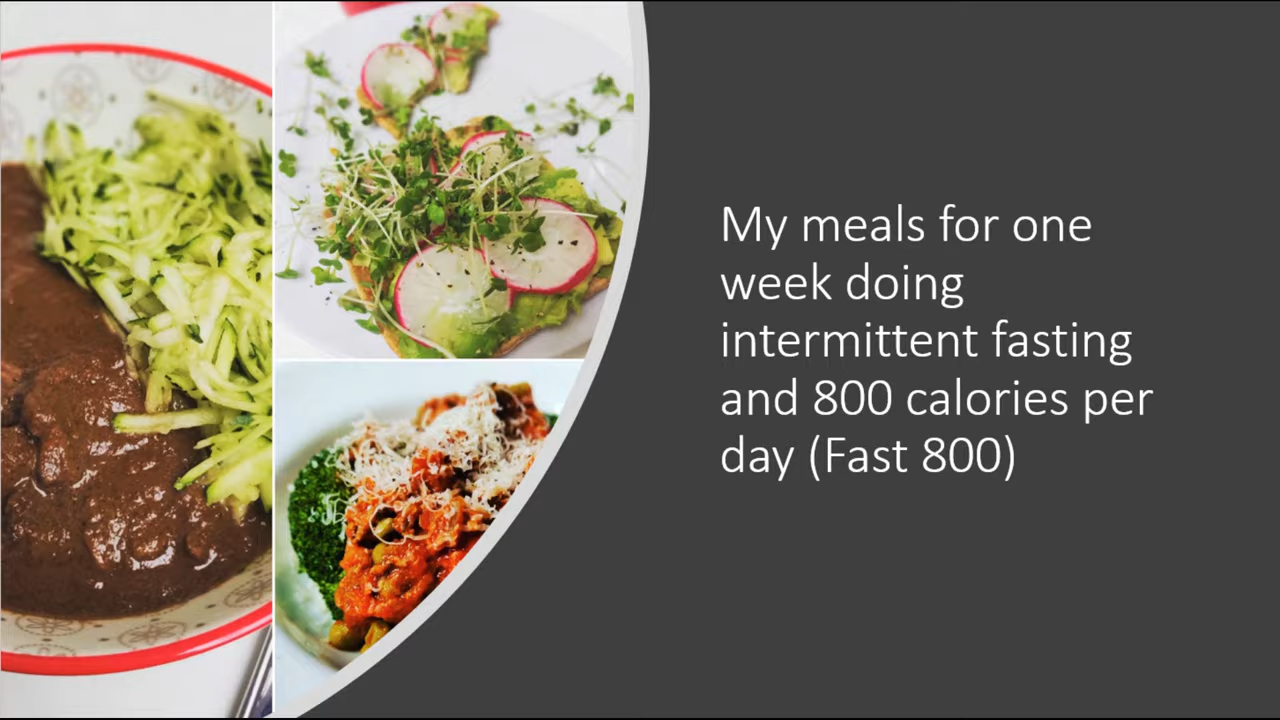 My meals for one
week doing
intermittent fasting
and 800 calories per
day (Fast 800)